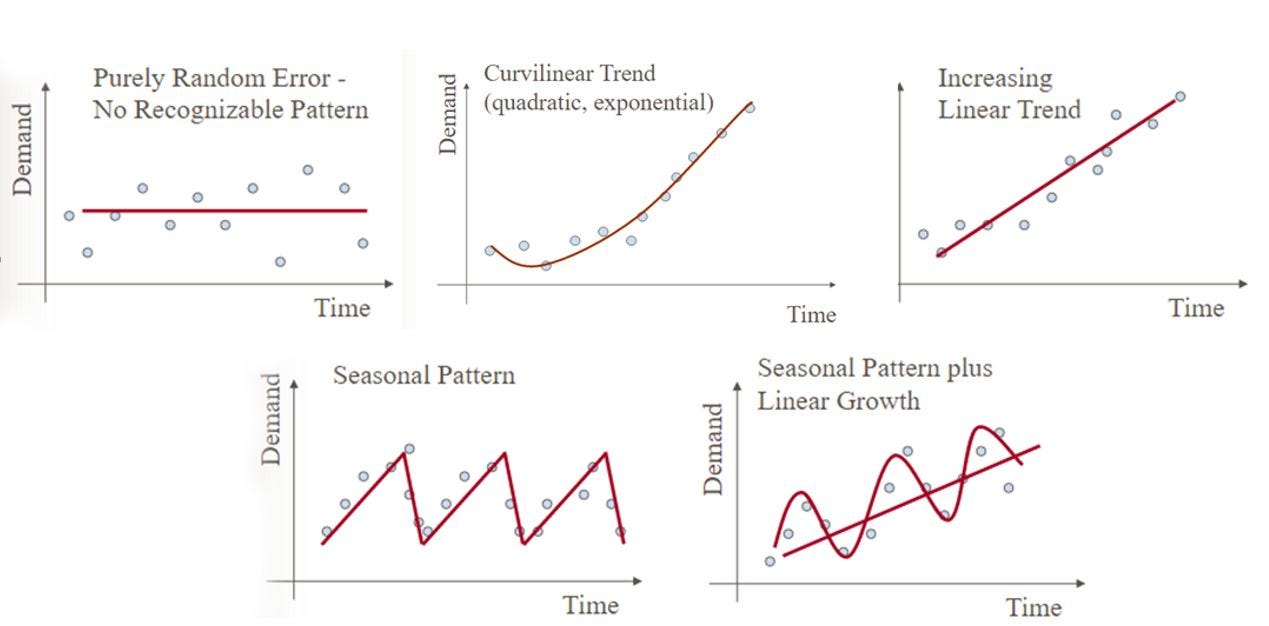 Purely Random Error -
No Recognizable Pattern
Demand
Time
Curvilinear Trend
(quadratic, exponential)
Demand
Time
Increasing
Linear Trend
Time
Seasonal Pattern
Demand
Time
Seasonal Pattern plus
Linear Growth
Demand
Time